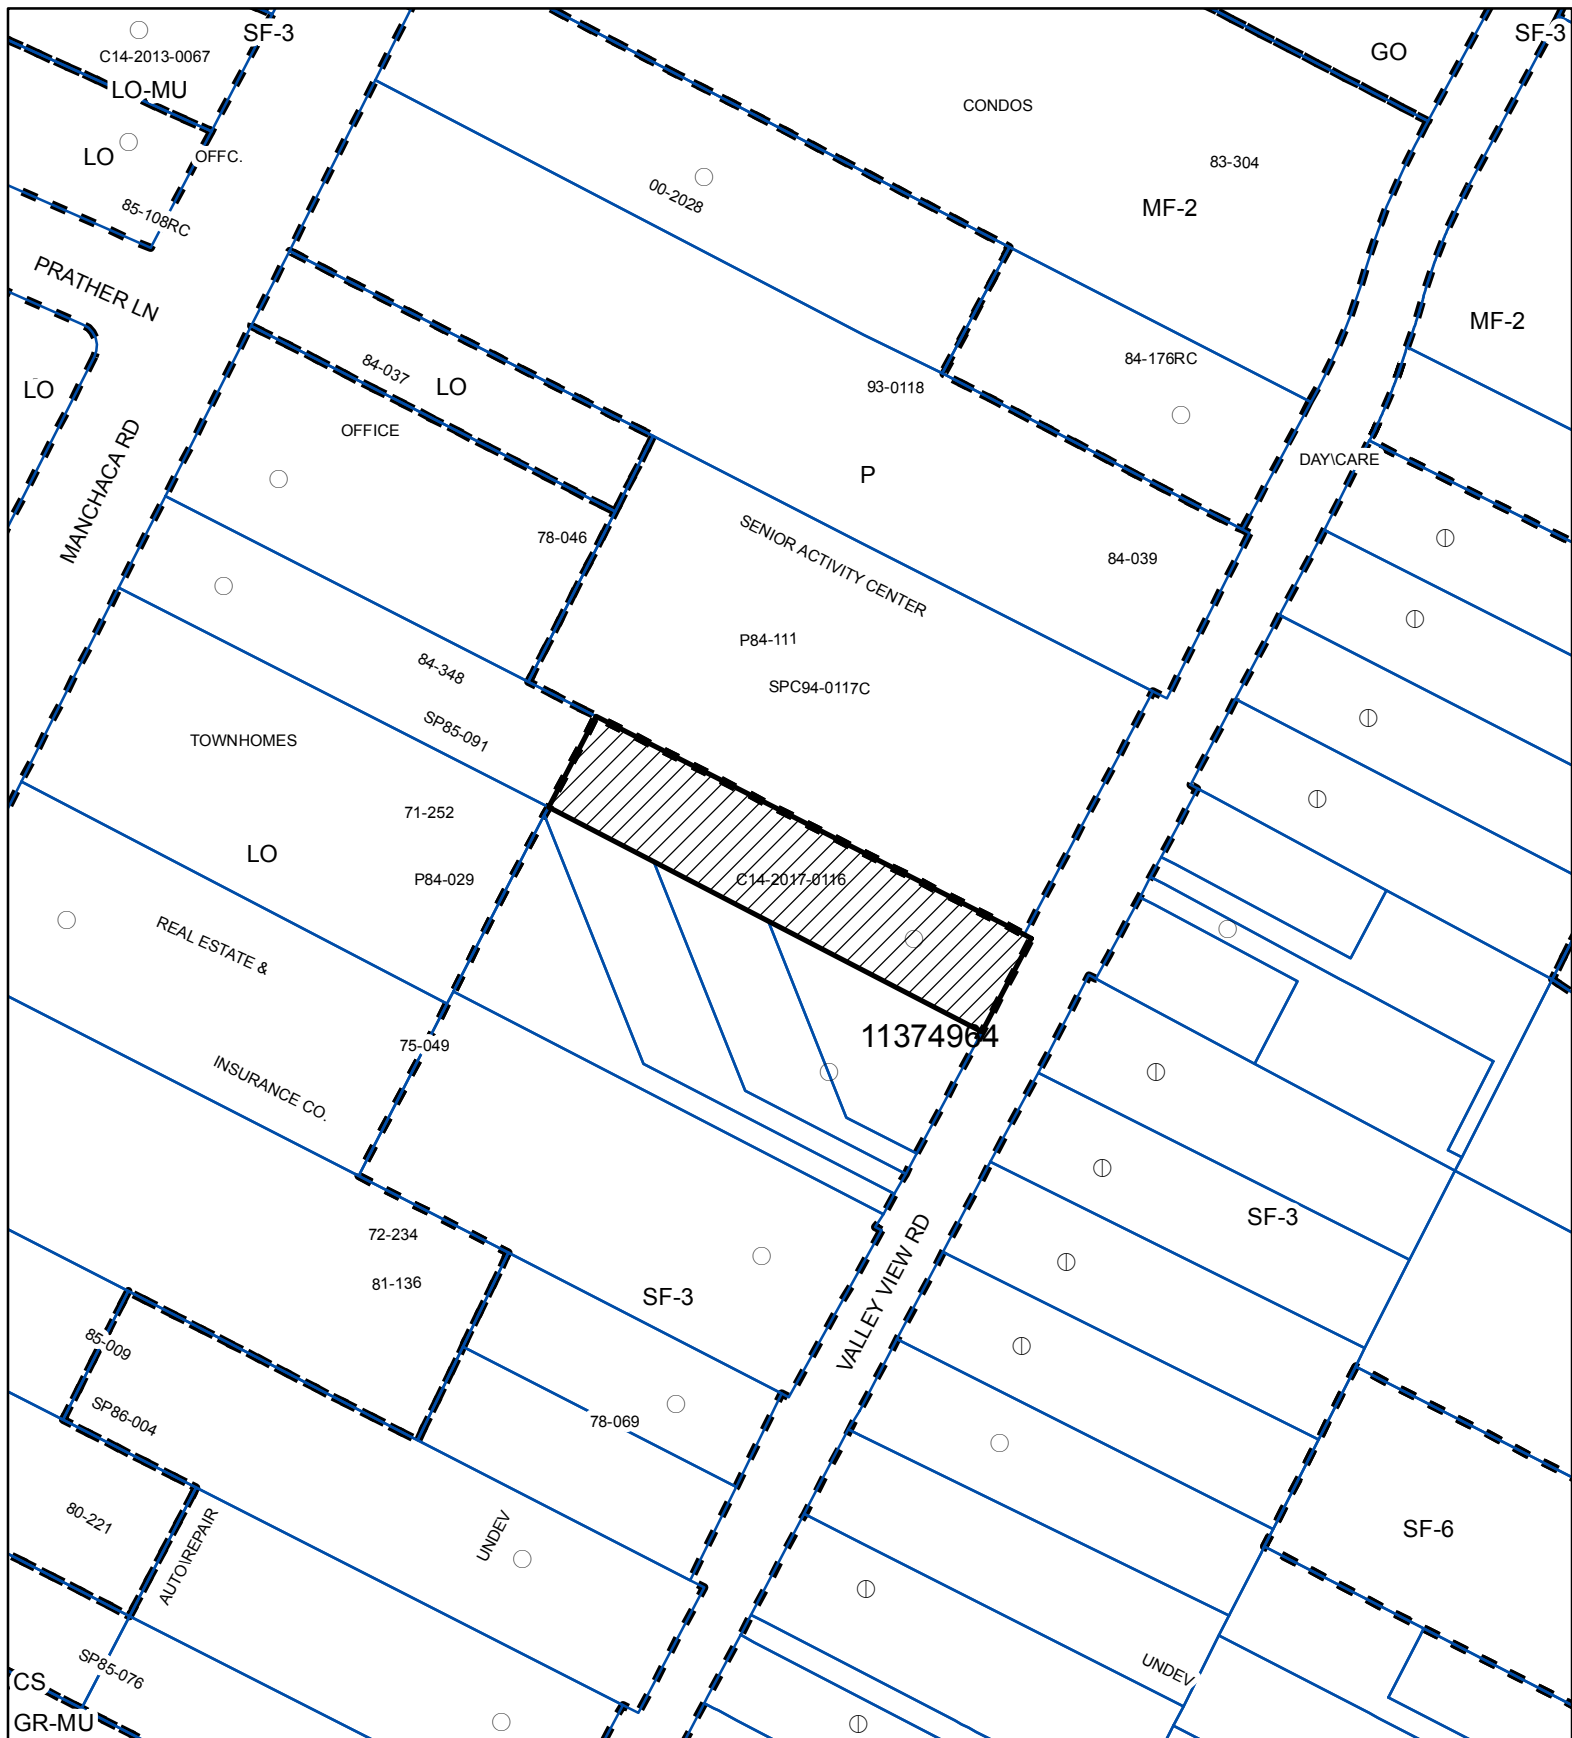 SF-3
C14-2013-0067
LO-MU
LO
OFFC.
85-108RC
PRATHER LN
LO
MANCHACA RD
GO
SF-3
CONDOS
83-304
MF-2
00-2028
MF-2
84-176RC
93-0118
84-037
LO
OFFICE
P
DAY\CARE
78-046
SENIOR ACTIVITY CENTER
84-039
P84-111
SPC94-0117C
84-348
SP85-091
TOWNHOMES
71-252
LO
P84-029
C14-2017-0116
REAL ESTATE &
11374964
75-049
INSURANCE CO.
72-234
81-136
SF-3
SF-3
VALLEY VIEW RD
85-009
SP86-004
78-069
80-221
AUTO\REPAIR
UNDEV
SF-6
SP85-076
UNDEV
CS
GR-MU